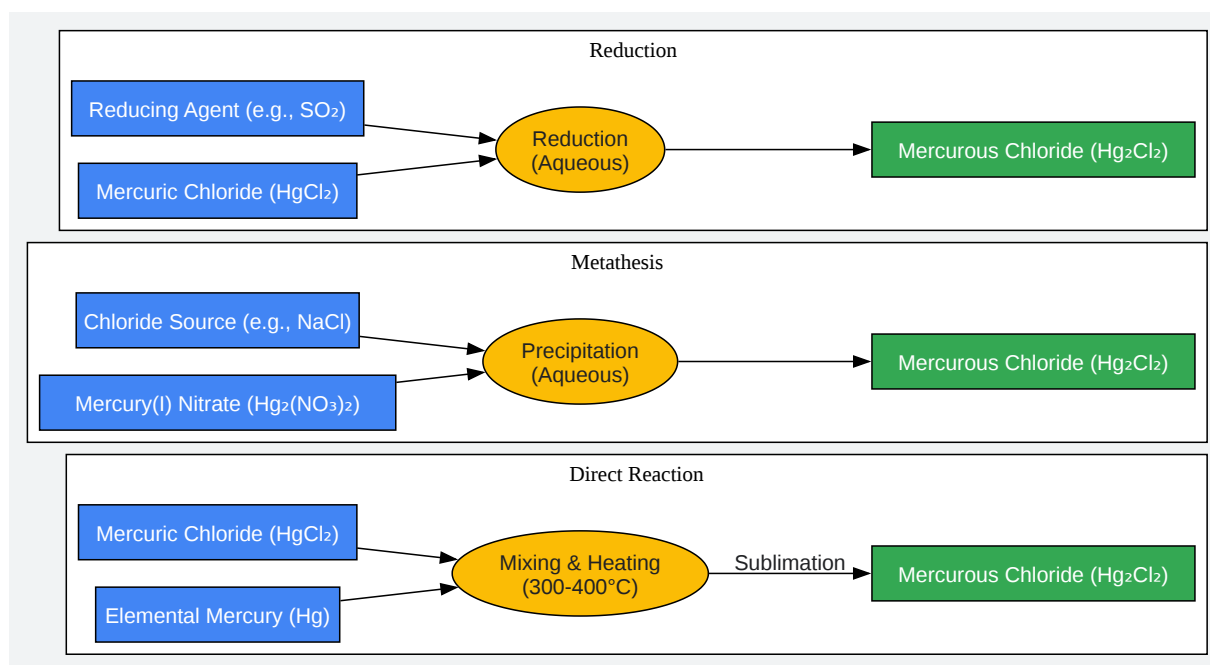 Reduction
Reducing Agent (e.g., SO₂)
Mercuric Chloride (HgCl₂)
Reduction
(Aqueous)
Mercurous Chloride (Hg₂Cl₂)
Metathesis
Chloride Source (e.g., NaCl)
Mercury(I) Nitrate (Hg₂(NO₃)₂)
Precipitation
(Aqueous)
Mercurous Chloride (Hg₂Cl₂)
Direct Reaction
Mercuric Chloride (HgCl₂)
Elemental Mercury (Hg)
Mixing & Heating
(300-400°C)
Sublimation
Mercurous Chloride (Hg₂Cl₂)